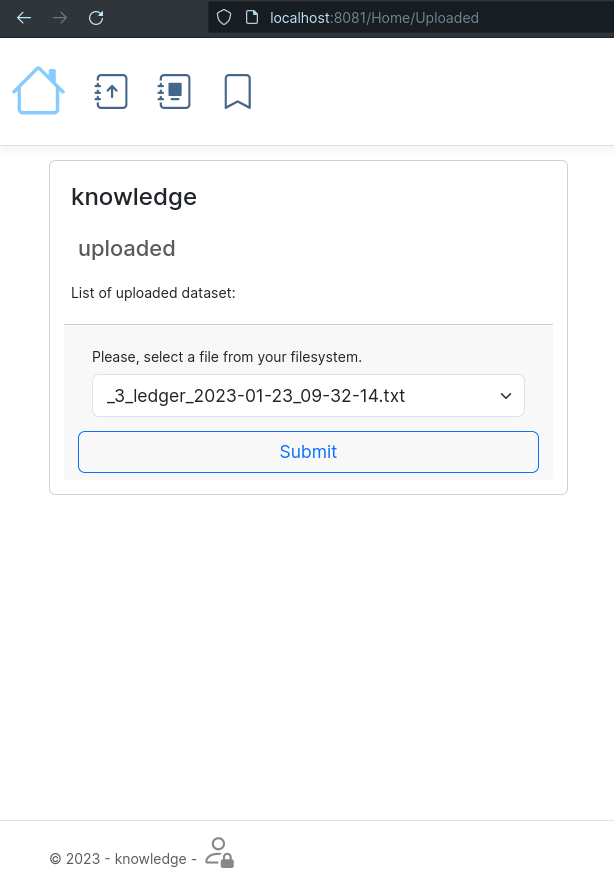 localhost:8081/Home/Uploaded
knowledge
uploaded
List of uploaded dataset:
Please, select a file from your filesystem.
_3_ledger_2023-01-23_09-32-14.txt
Submit
© 2023 - knowledge -